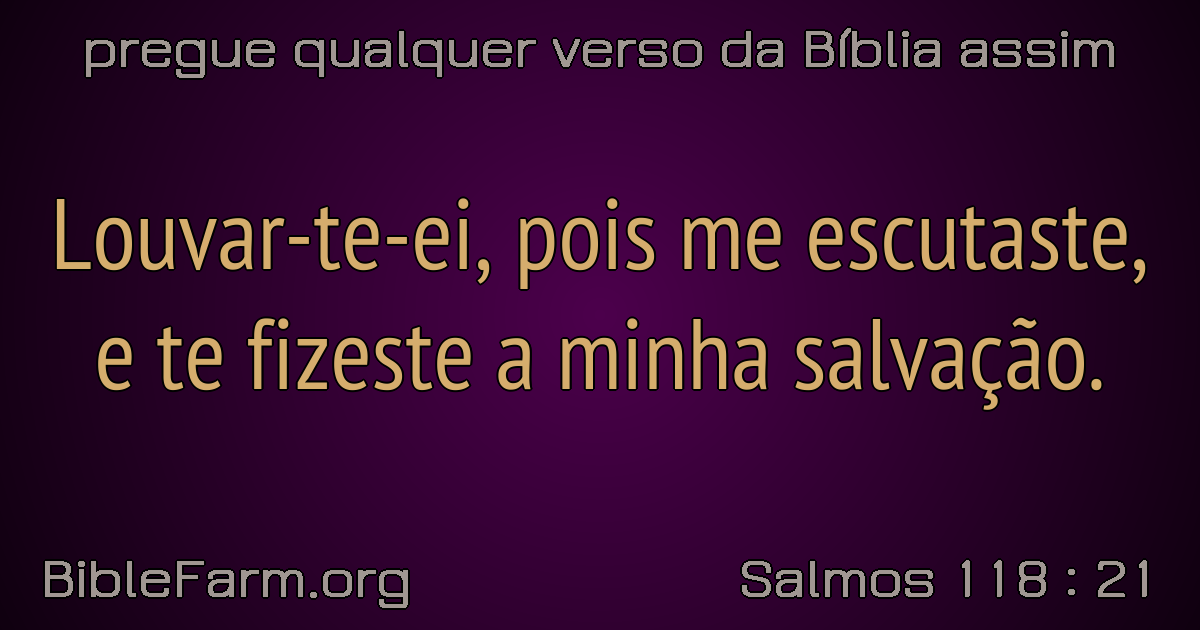 pregue qualquer verso da Bíblia assim
Louvar-te-ei, pois me escutaste,
e te fizeste a minha salvação.
BibleFarm.org
Salmos 118 : 21